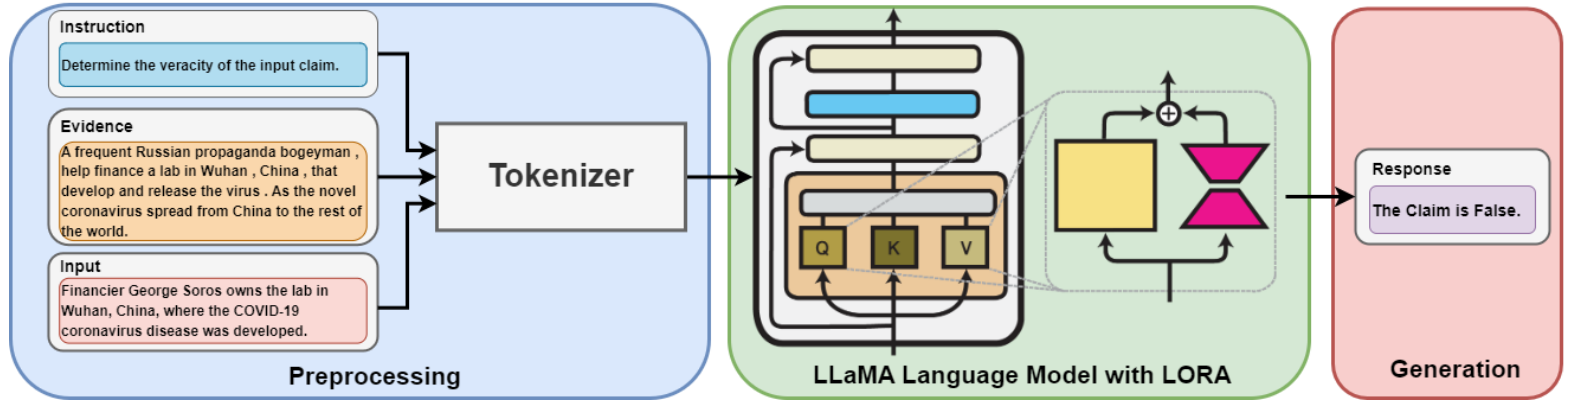 Instruction
Determine the veracity of the input claim.
Evidence
A frequent Russian propaganda bogeyman ,
help finance a lab in Wuhan , China , that
develop and release the virus . As the novel
coronavirus spread from China to the rest of
the world.
Input
Financier George Soros owns the lab in
Wuhan, China, where the COVID-19
coronavirus disease was developed.
Tokenizer
Preprocessing
Q
K
V
LLaMA Language Model with LORA
Response
The Claim is False.
Generation